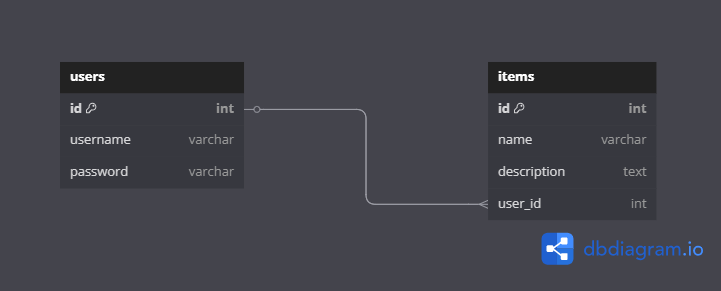 users
id int
username varchar
password varchar
items
id int
name varchar
description text
user_id int
dbdiagram.io